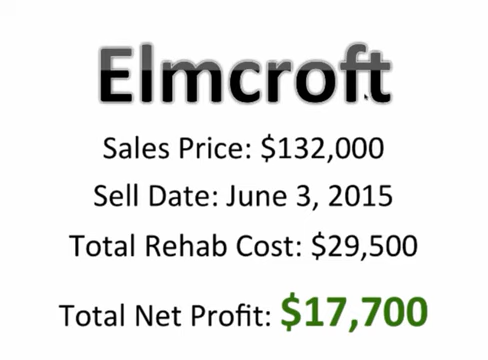 Elmcroft
Sales Price: $132,000
Sell Date: June 3, 2015
Total Rehab Cost: $29,500
Total Net Profit: $17,700